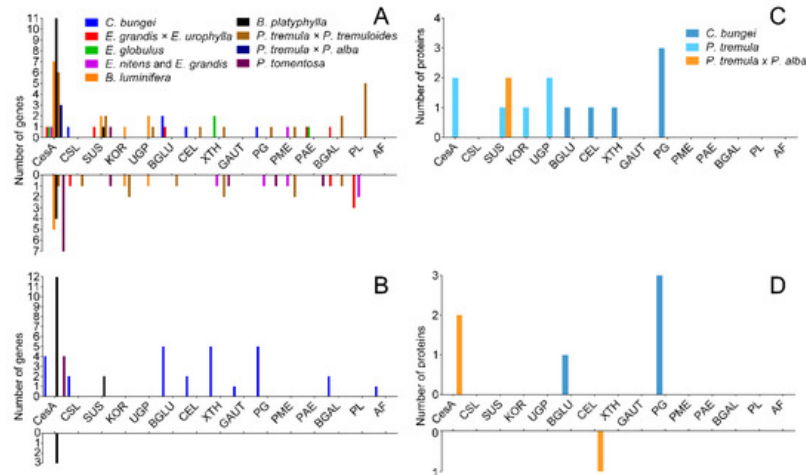 A
C. bungei
E. grandis × E. urophylla
E. globulus
E. nitens and E. grandis
B. luminifera
B. platyphylla
P. tremula × P. tremuloides
P. tremula × P. alba
P. tomentosa
Number of genes
11
10
9
8
7
6
5
4
3
2
1
0
CesA CSL SUS KOR UGP BGLU CEL XTH GAUT PG PME PAE BGAL PL AF
0
1
2
3
4
5
6
7
B
Number of genes
12
11
10
9
8
7
6
5
4
3
2
1
0
CesA CSL SUS KOR UGP BGLU CEL XTH GAUT PG PME PAE BGAL PL AF
0
1
2
3
C
C. bungei
P. tremula
P. tremula x P. alba
Number of proteins
4
3
2
1
0
CesA CSL SUS KOR UGP BGLU CEL XTH GAUT PG PME PAE BGAL PL AF
D
Number of proteins
3
2
1
0
CesA CSL SUS KOR UGP BGLU CEL XTH GAUT PG PME PAE BGAL PL AF
0
1